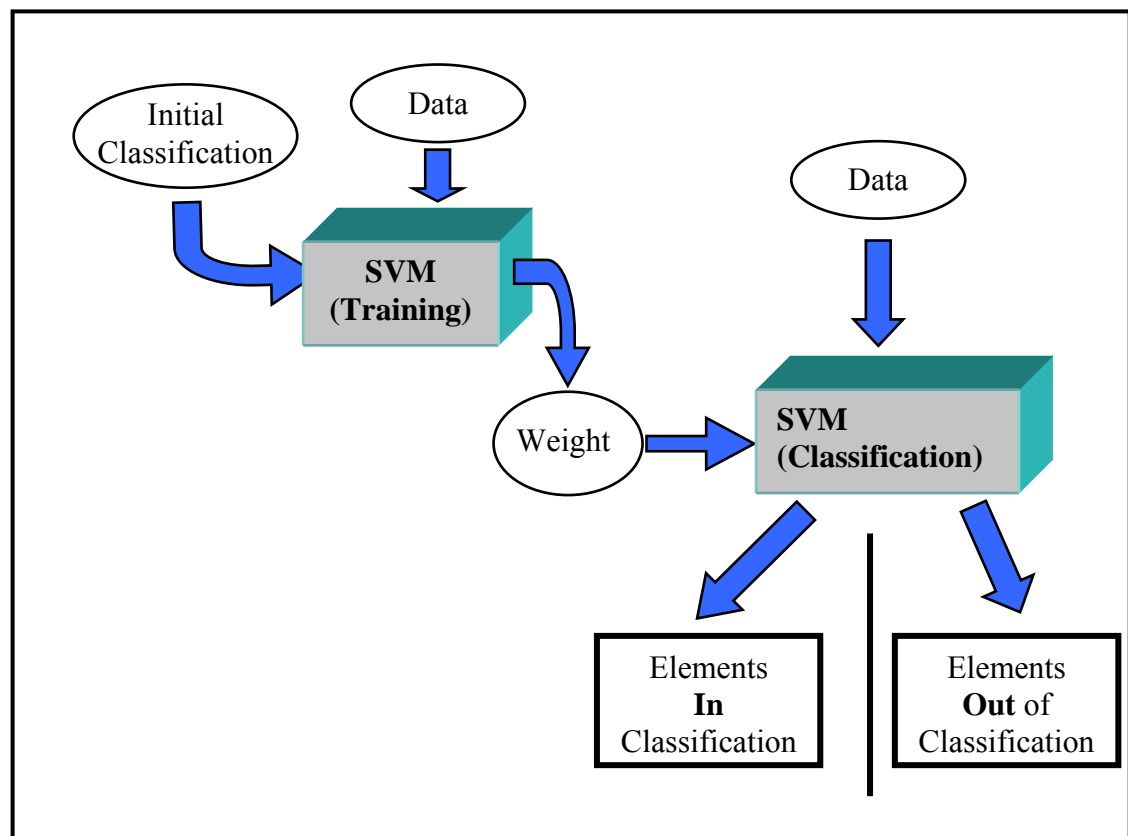 Initial
Classification
Data
Data
SVM
(Training)
Weight
SVM
(Classification)
Elements
In
Classification
Elements
Out of
Classification